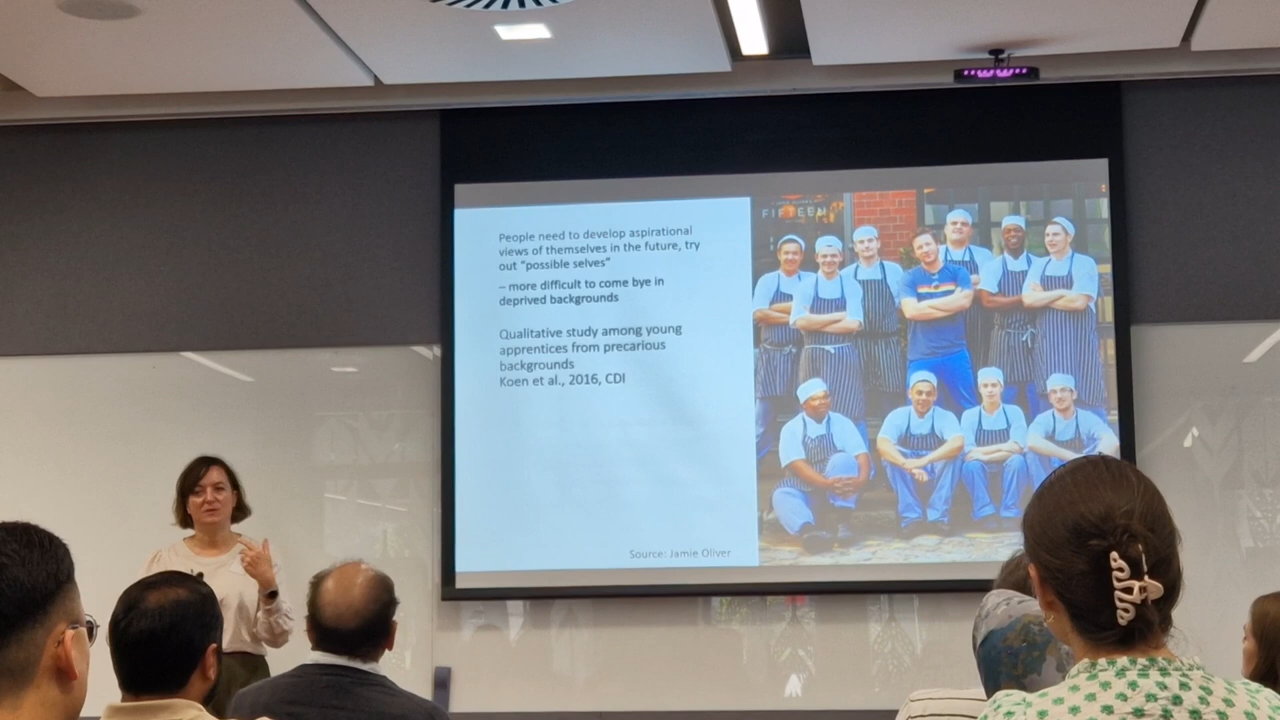 People need to develop aspirational
views of themselves in the future, try
out "possible selves"
– more difficult to come bye in
deprived backgrounds
Qualitative study among young
apprentices from precarious
backgrounds
Koen et al., 2016, CDI
Source: Jamie Oliver
FIFTEEN